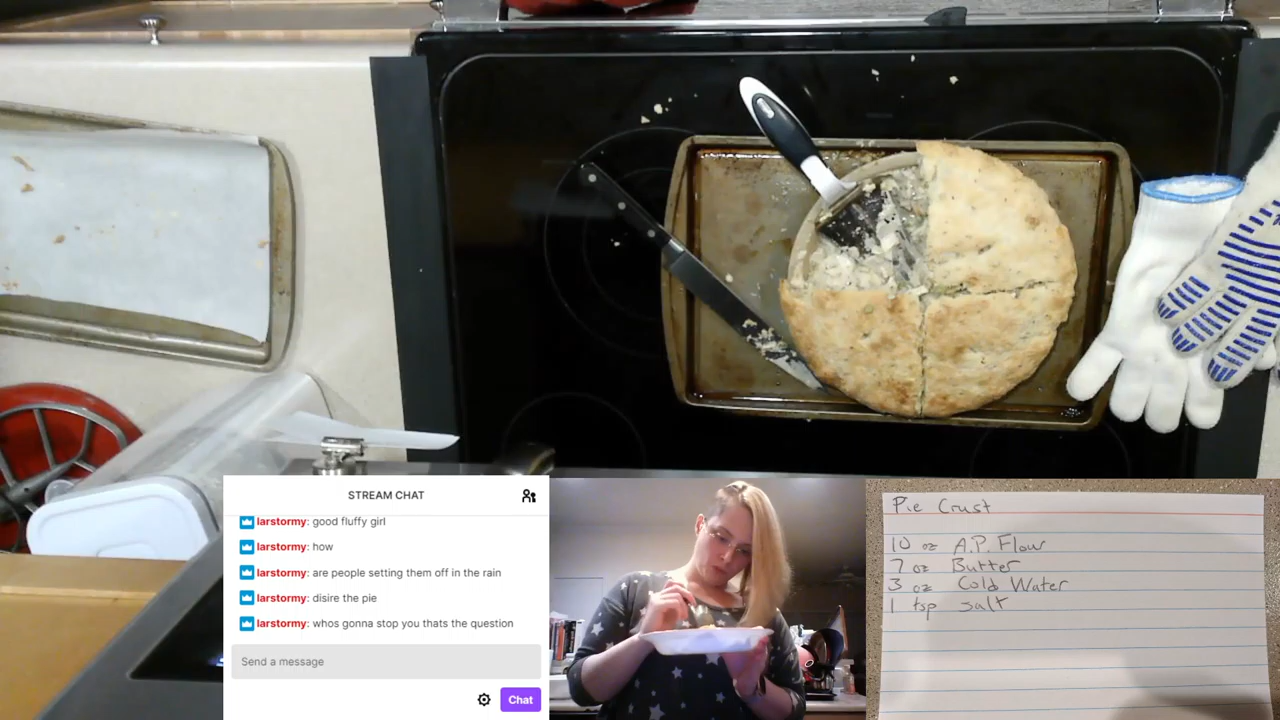 STREAM CHAT
larstormy: good fluffy girl
larstormy: how
larstormy: are people setting them off in the rain
larstormy: disire the pie
larstormy: whos gonna stop you thats the question
Send a message
Chat
Pie Crust
10 oz A.P. Flour
7 oz Butter
3 oz Cold Water
1 tsp salt